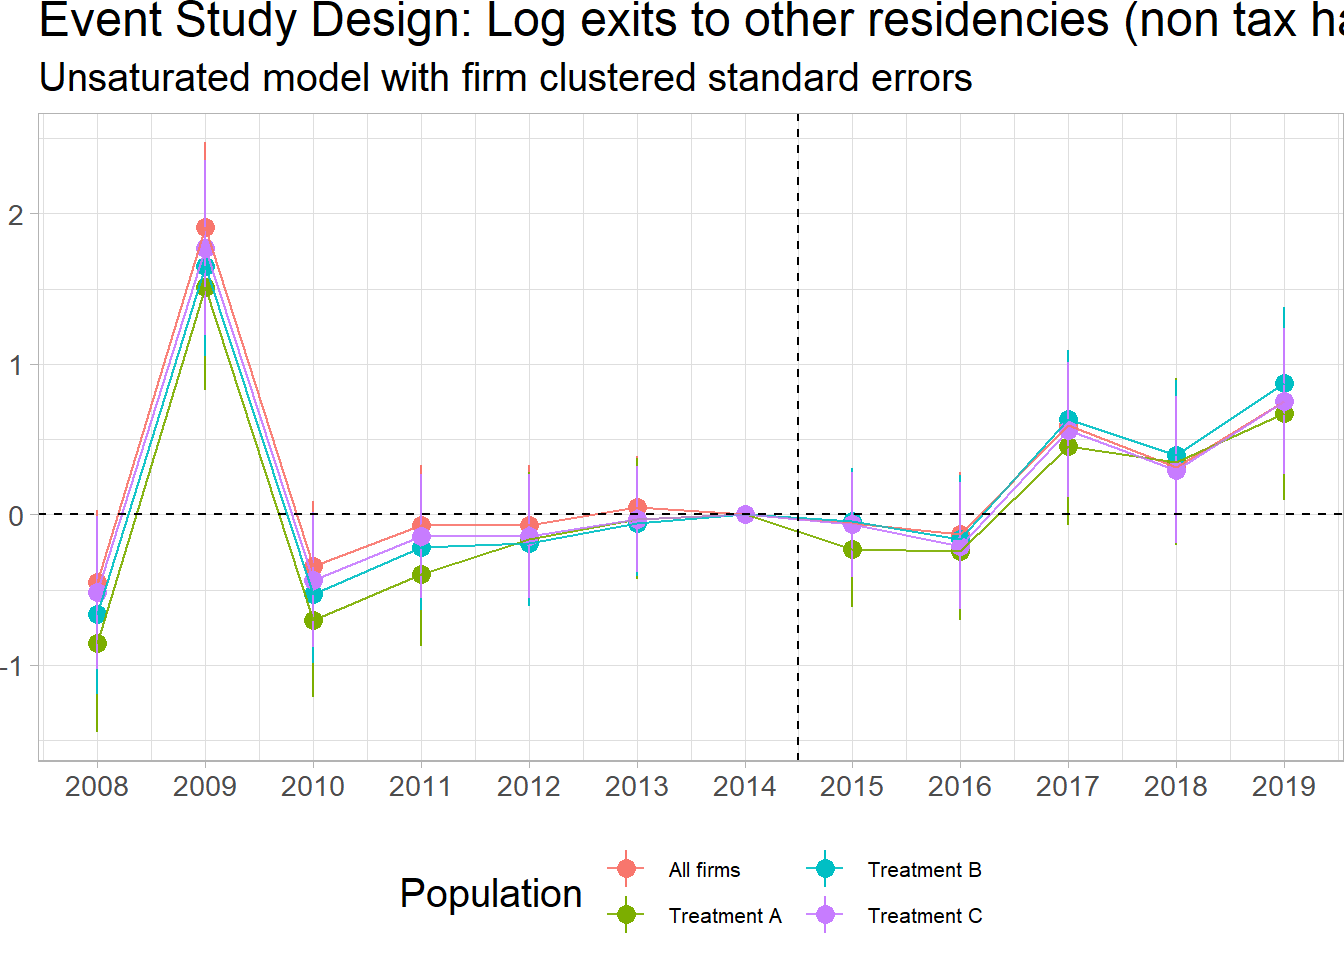 Event Study Design: Log exits to other residencies (non tax ha
Unsaturated model with firm clustered standard errors
2
1
0
-1
2008 2009 2010 2011 2012 2013 2014 2015 2016 2017 2018 2019
Population
All firms
Treatment A
Treatment B
Treatment C